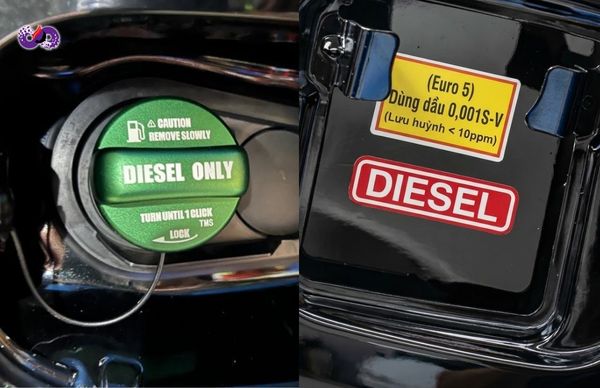 ⚠ CAUTION
REMOVE SLOWLY
DIESEL ONLY
TURN UNTIL 1 CLICK
TMS
LOCK
(Euro 5)
Dùng dầu 0,001S-V
(Lưu huỳnh < 10ppm)
DIESEL